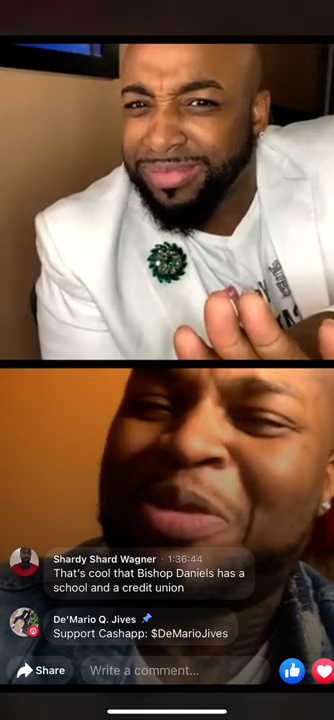 Shardy Shard Wagner · 1:36:44
That's cool that Bishop Daniels has a
school and a credit union
De'Mario Q. Jives
Support Cashapp: $DeMarioJives
Share
Write a comment...